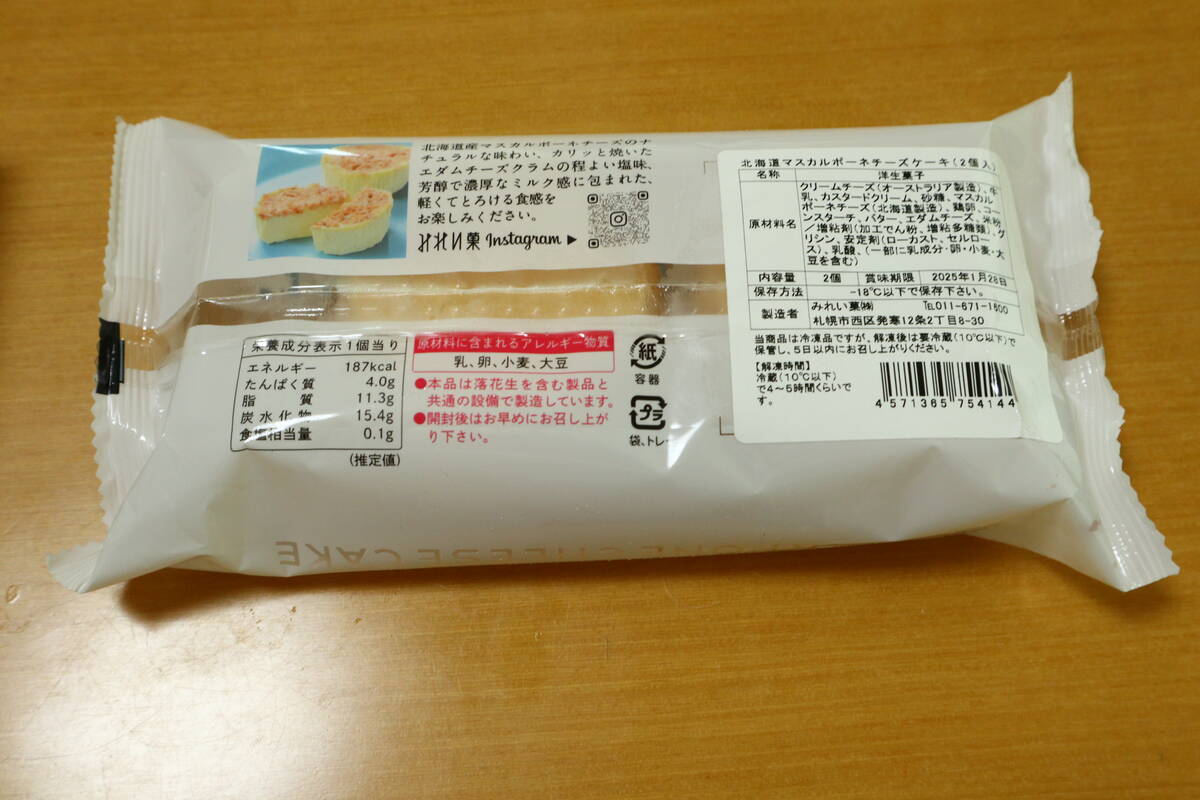 北海道産マスカルポーネチーズのナ
チュラルな味わい、カリッと焼いた
エダムチーズクラムの程よい塩味、
芳醇で濃厚なミルク感に包まれた、
軽くてとろける食感を
お楽しみください。
みれい菓 Instagram ▶
栄養成分表示 1個当り
エネルギー 187kcal
たんぱく質 4.0g
脂質 11.3g
炭水化物 15.4g
食塩相当量 0.1g
(推定値)
原材料に含まれるアレルギー物質
乳、卵、小麦、大豆
●本品は落花生を含む製品と
共通の設備で製造しています。
●開封後はお早めにお召し上が
り下さい。
紙
容器
プラ
袋、トレー
北海道マスカルポーネチーズケーキ(2個入)
名称 洋生菓子
原材料名
クリームチーズ(オーストラリア製造)、牛
乳、カスタードクリーム、砂糖、マスカル
ポーネチーズ(北海道製造)、鶏卵、コー
ンスターチ、バター、エダムチーズ、米粉
/増粘剤(加工でん粉、増粘多糖類)、グ
リシン、安定剤(ローカスト、セルロー
ス)、乳酸、(一部に乳成分・卵・小麦・大
豆を含む)
内容量 2個 賞味期限 2025年1月28日
保存方法 -18℃以下で保存下さい。
製造者 みれい菓㈱ TEL011-671-1800
札幌市西区発寒12条2丁目8-30
当商品は冷凍品ですが、解凍後は要冷蔵(10℃以下)で
保管し、5日以内にお召し上がりください。
【解凍時間】
冷蔵(10℃以下)
で4~5時間くらいで
す。
4 571365 754144
CHEESE CAKE